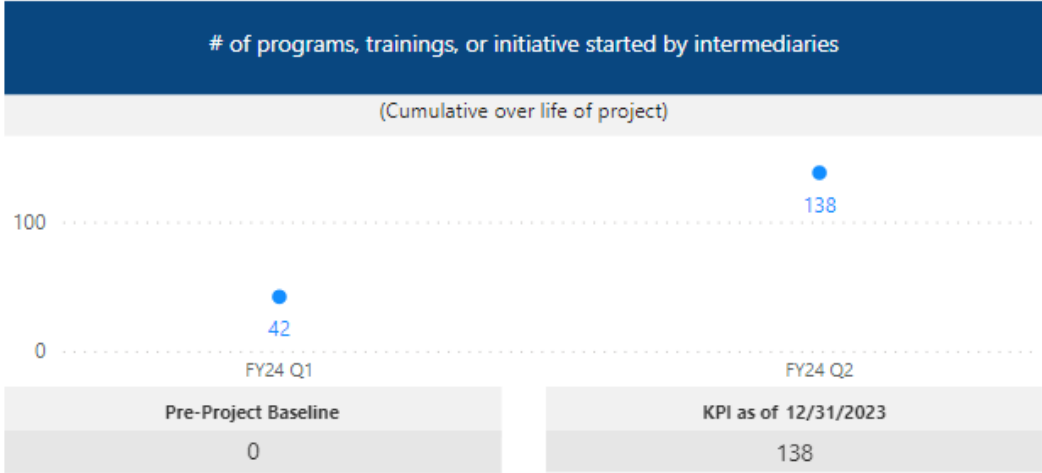 # of programs, trainings, or initiative started by intermediaries
(Cumulative over life of project)
138
100
42
0
FY24 Q1 FY24 Q2
Pre-Project Baseline KPI as of 12/31/2023
0 138